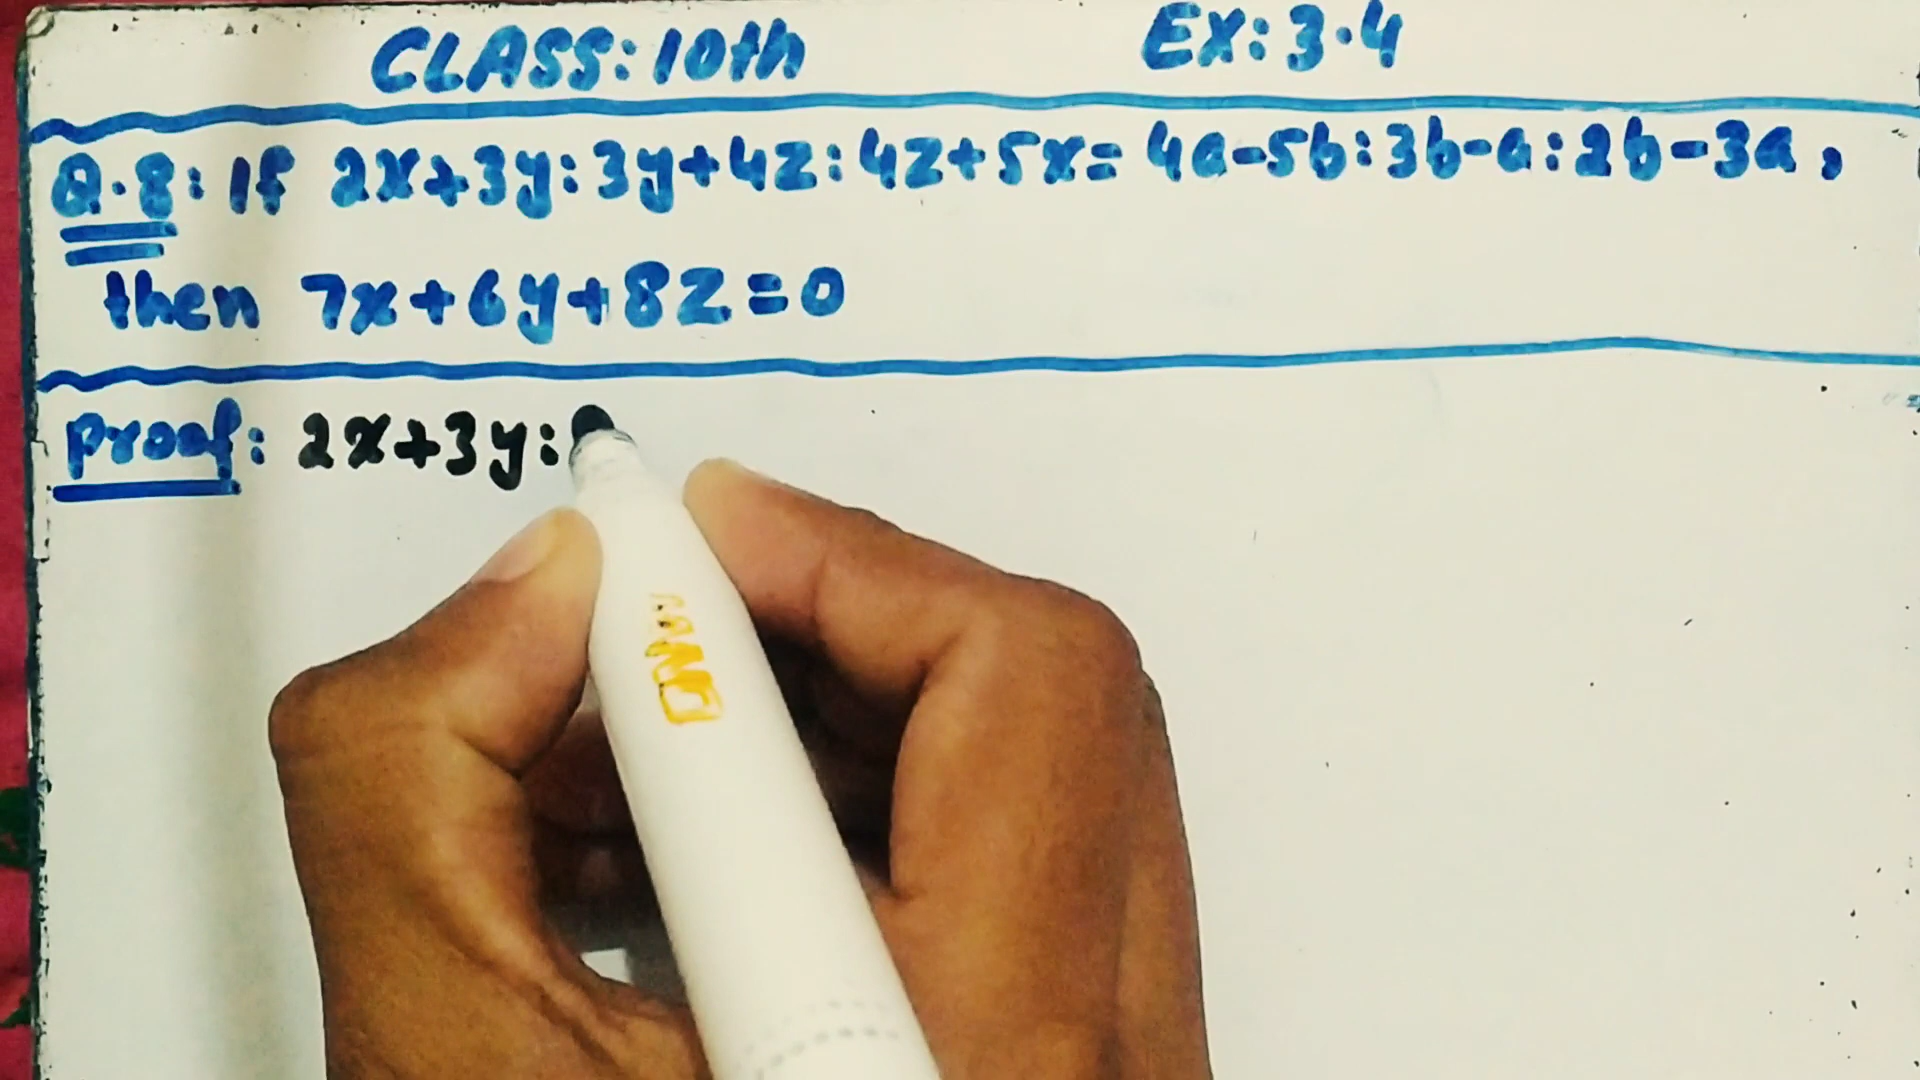 CLASS: 10th EX: 3.4
Q.8: If 2x+3y:3y+4z:4z+5x= 4a-5b:3b-a:2b-3a,
then 7x+6y+8z=0
Proof: 2x+3y: